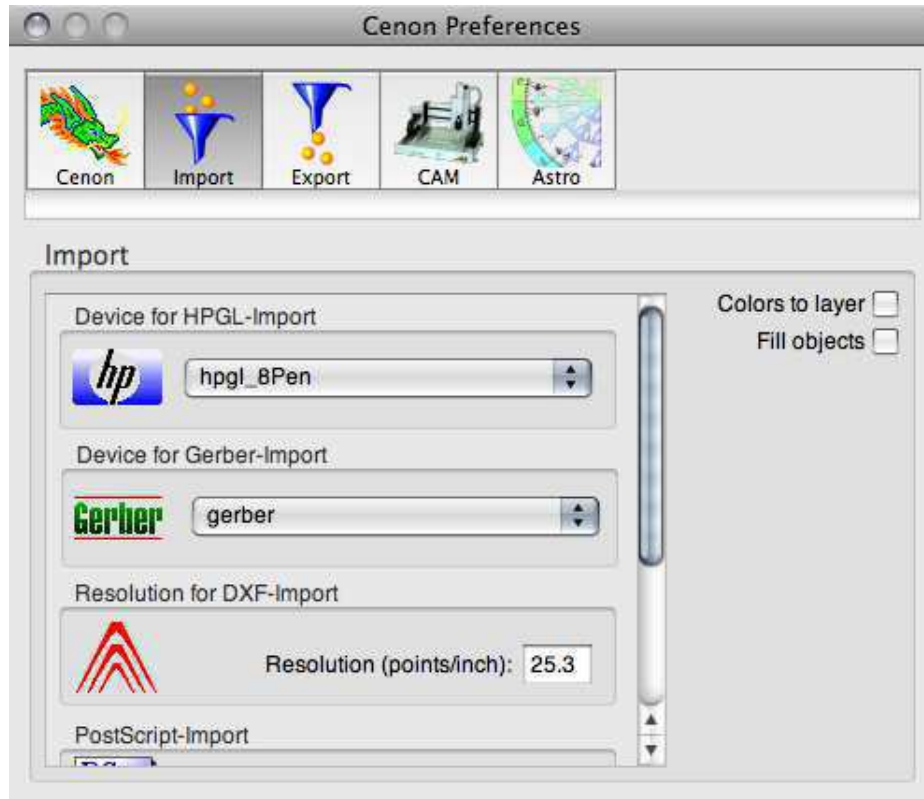 Cenon Preferences
Cenon Import Export CAM Astro
Import
Colors to layer
Fill objects
Device for HPGL-Import
hp hpgl_8Pen
Device for Gerber-Import
Gerber gerber
Resolution for DXF-Import
Resolution (points/inch): 25.3
PostScript-Import